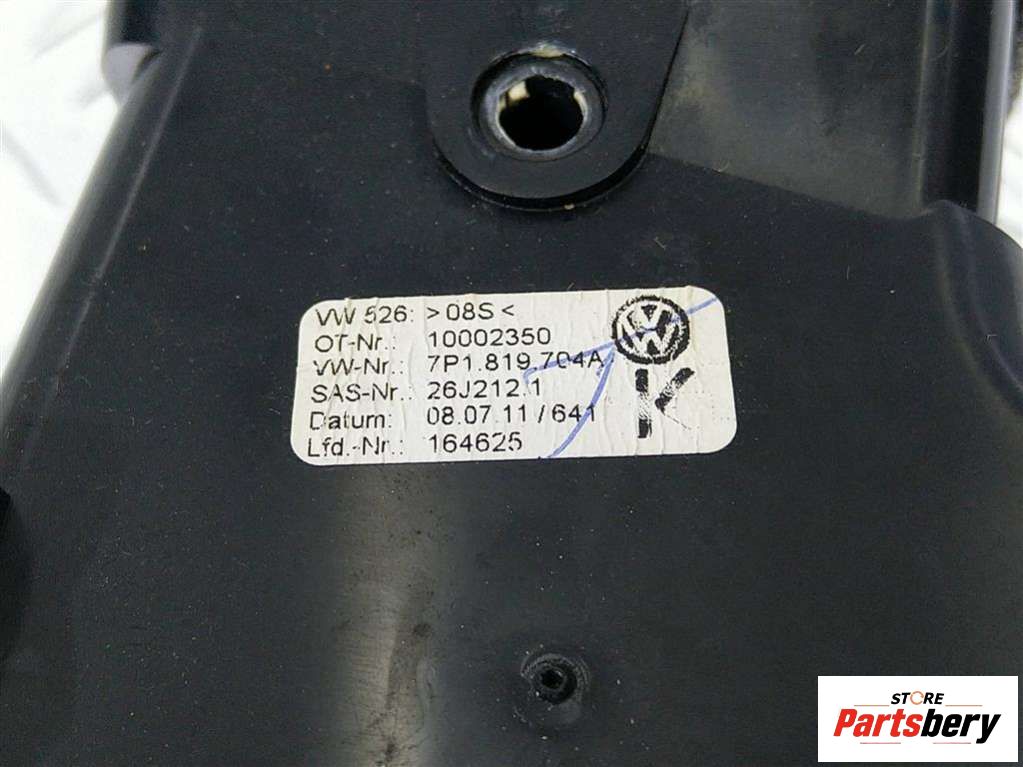 VW 526: >08S<
OT-Nr.: 10002350
VW-Nr.: 7P1.819.704A
SAS-Nr.: 26J212.1
Datum: 08.07.11 / 641
Lfd.-Nr.: 164625
VW
K
STORE
Partsbery